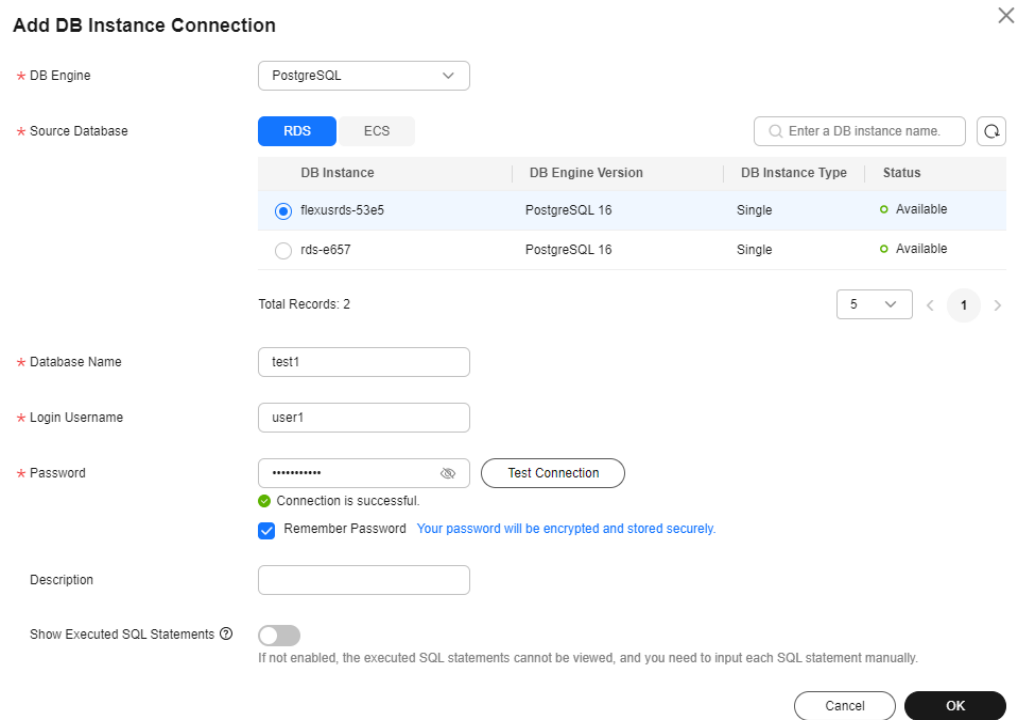 Add DB Instance Connection
* DB Engine PostgreSQL
* Source Database RDS ECS Enter a DB instance name.
DB Instance DB Engine Version DB Instance Type Status
flexusrds-53e5 PostgreSQL 16 Single Available
rds-e657 PostgreSQL 16 Single Available
Total Records: 2 5 < 1 >
* Database Name test1
* Login Username user1
* Password ••••••••••• Test Connection
Connection is successful.
Remember Password Your password will be encrypted and stored securely.
Description
Show Executed SQL Statements ?
If not enabled, the executed SQL statements cannot be viewed, and you need to input each SQL statement manually.
Cancel OK